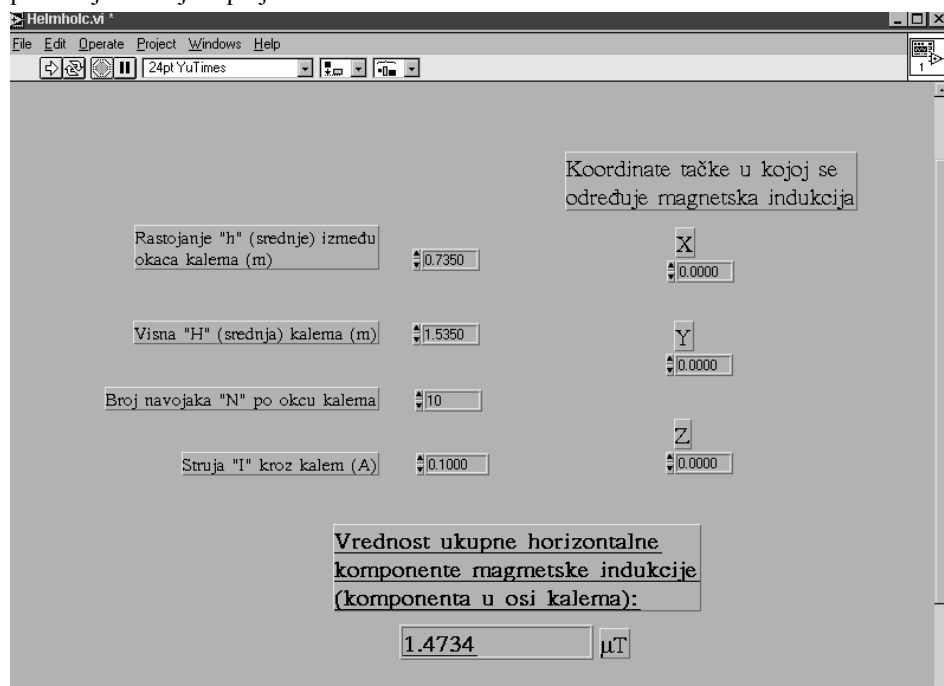 Helmholc.vi *
File Edit Operate Project Windows Help
24pt YuTimes
1
Koordinate tačke u kojoj se
određuje magnetska indukcija
Rastojanje "h" (srednje) između
okaca kalema (m)
0.7350
X
0.0000
Visna "H" (srednja) kalema (m)
1.5350
Y
0.0000
Broj navojaka "N" po okcu kalema
10
Z
0.0000
Struja "I" kroz kalem (A)
0.1000
Vrednost ukupne horizontalne
komponente magmetske indukcije
(komponenta u osi kalema):
1.4734 μT